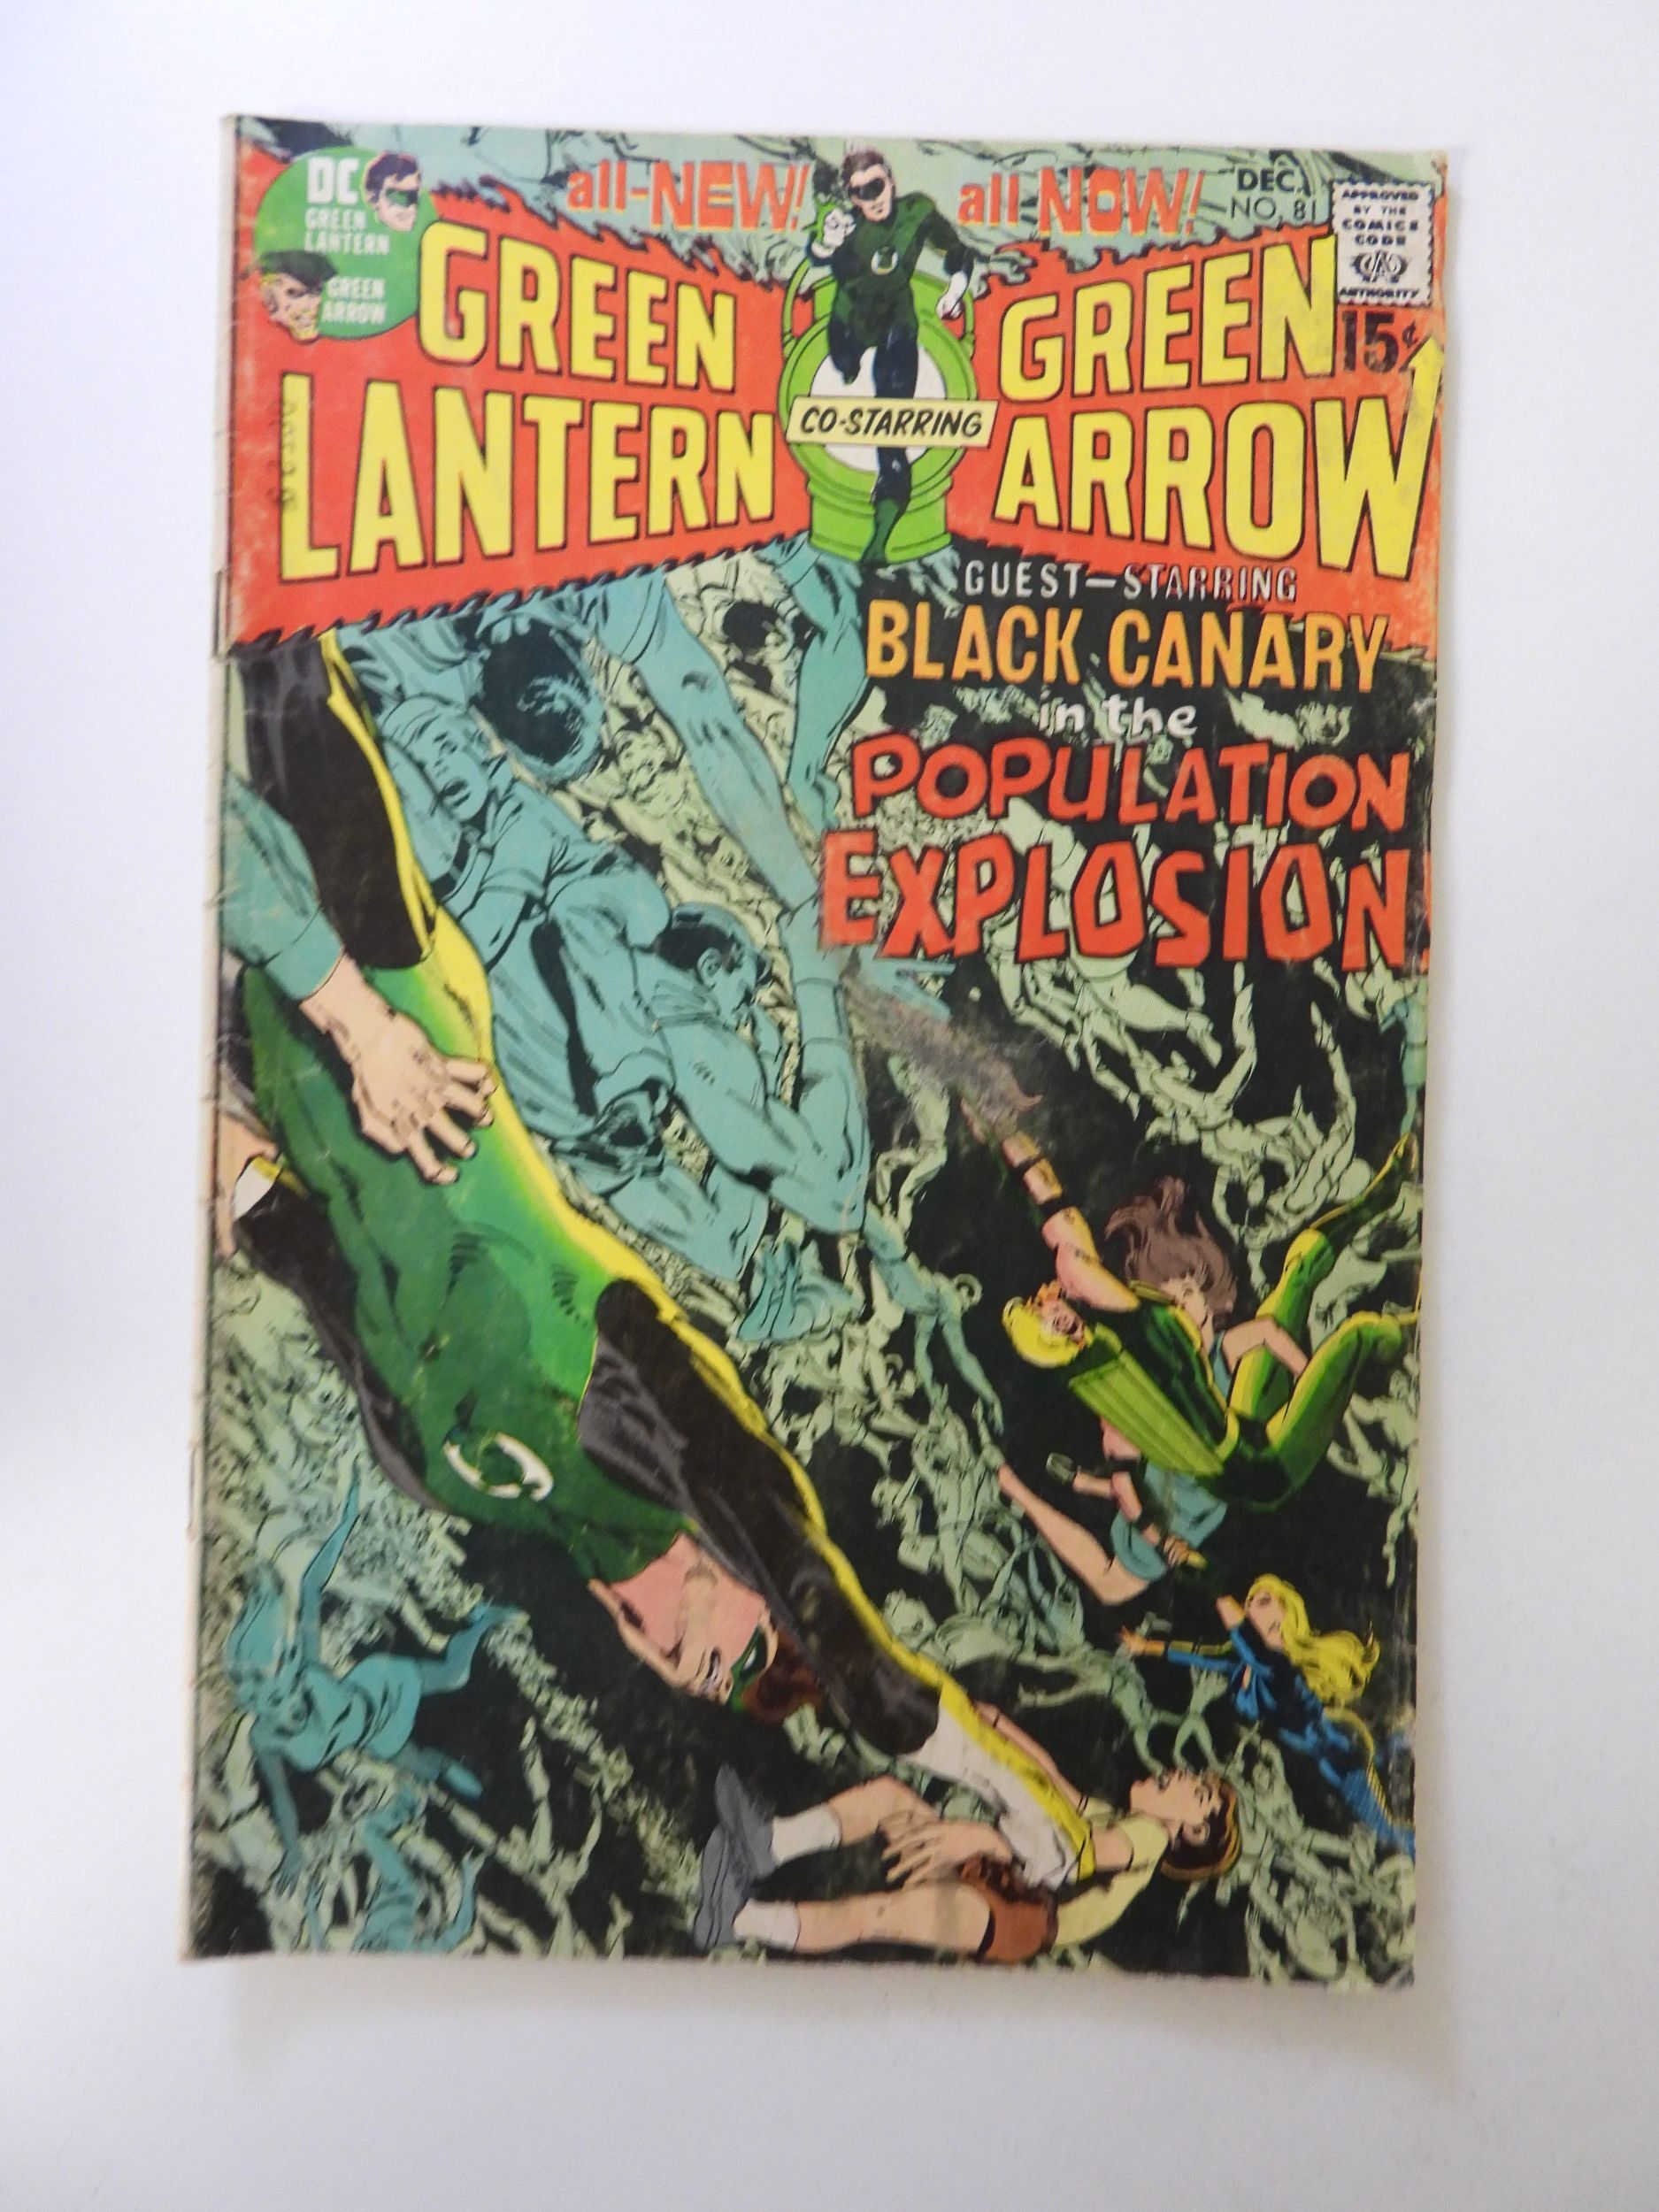 DC
GREEN
LANTERN
GREEN
ARROW
all-NEW!
all NOW!
DEC.
NO. 81
APPROVED
BY THE
COMICS
CODE
AUTHORITY
15¢
GREEN
LANTERN
CO-STARRING
GREEN
ARROW
GUEST-STARRING
BLACK CANARY
in the
POPULATION
EXPLOSION!